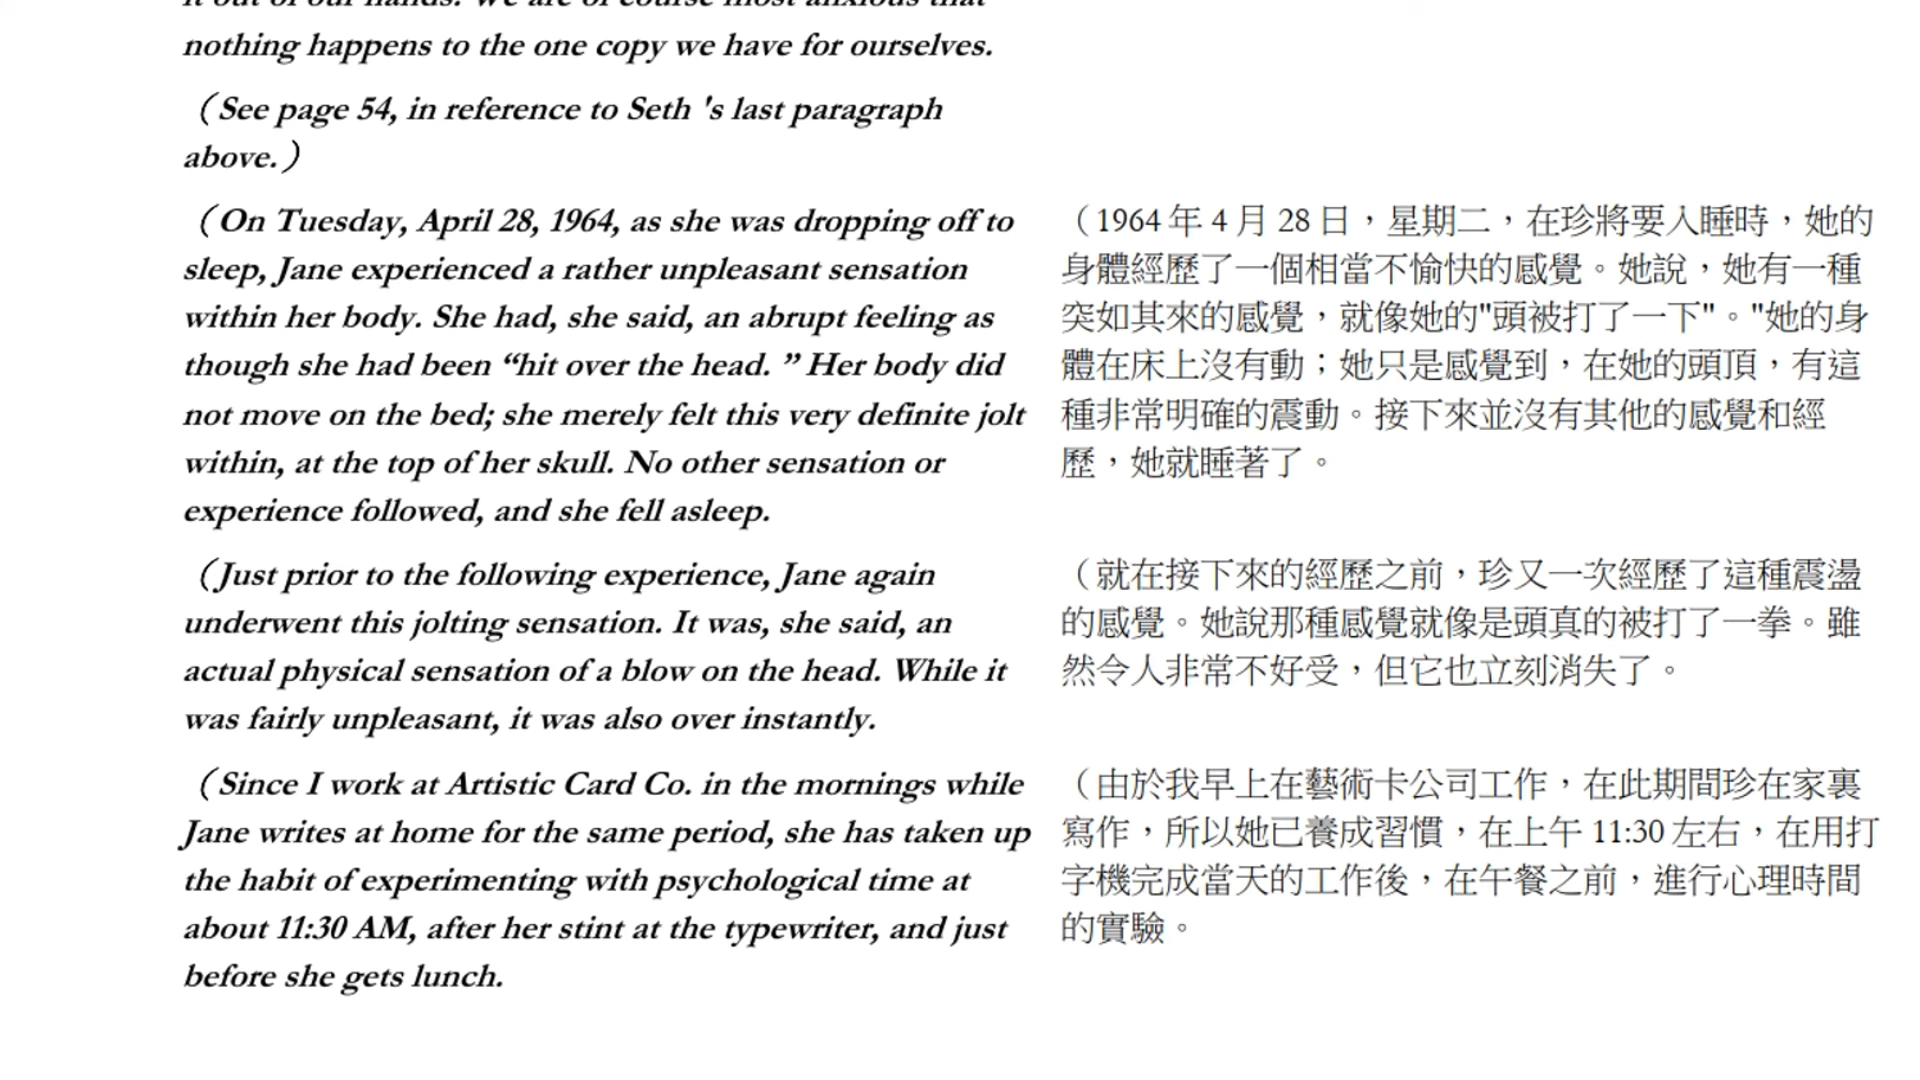 it out of our hands. We are of course most anxious that
nothing happens to the one copy we have for ourselves.
（See page 54, in reference to Seth 's last paragraph
above.）
（On Tuesday, April 28, 1964, as she was dropping off to
sleep, Jane experienced a rather unpleasant sensation
within her body. She had, she said, an abrupt feeling as
though she had been “hit over the head. ” Her body did
not move on the bed; she merely felt this very definite jolt
within, at the top of her skull. No other sensation or
experience followed, and she fell asleep.
（1964 年 4 月 28 日，星期二，在珍將要入睡時，她的
身體經歷了一個相當不愉快的感覺。她說，她有一種
突如其來的感覺，就像她的"頭被打了一下"。"她的身
體在床上沒有動；她只是感覺到，在她的頭頂，有這
種非常明確的震動。接下來並沒有其他的感覺和經
歷，她就睡著了。
（Just prior to the following experience, Jane again
underwent this jolting sensation. It was, she said, an
actual physical sensation of a blow on the head. While it
was fairly unpleasant, it was also over instantly.
（就在接下來的經歷之前，珍又一次經歷了這種震盪
的感覺。她說那種感覺就像是頭真的被打了一拳。雖
然令人非常不好受，但它也立刻消失了。
（Since I work at Artistic Card Co. in the mornings while
Jane writes at home for the same period, she has taken up
the habit of experimenting with psychological time at
about 11:30 AM, after her stint at the typewriter, and just
before she gets lunch.
（由於我早上在藝術卡公司工作，在此期間珍在家裏
寫作，所以她已養成習慣，在上午 11:30 左右，在用打
字機完成當天的工作後，在午餐之前，進行心理時間
的實驗。